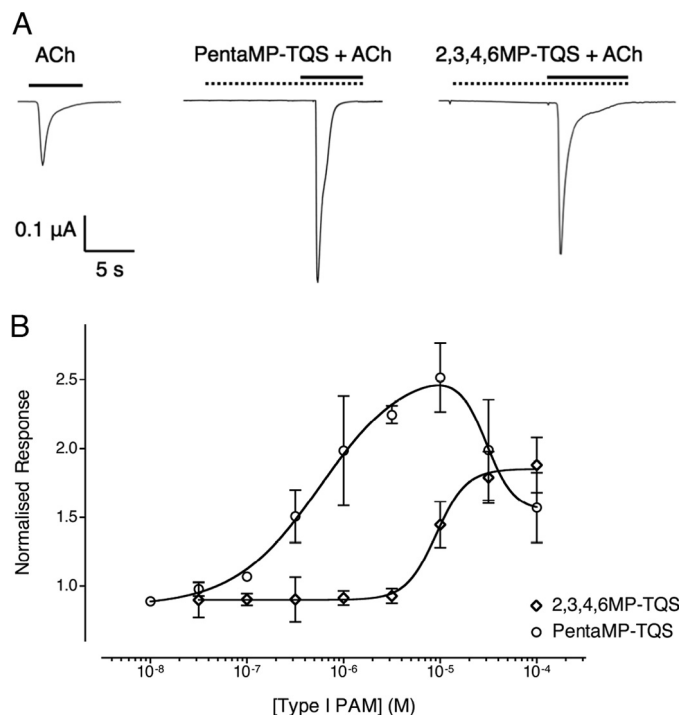 A
ACh
PentaMP-TQS + ACh
2,3,4,6MP-TQS + ACh
0.1 µA
5 s
B
Normalised Response
2.5
2.0
1.5
1.0
2,3,4,6MP-TQS
PentaMP-TQS
10-8
10-7
10-6
10-5
10-4
[Type I PAM] (M)